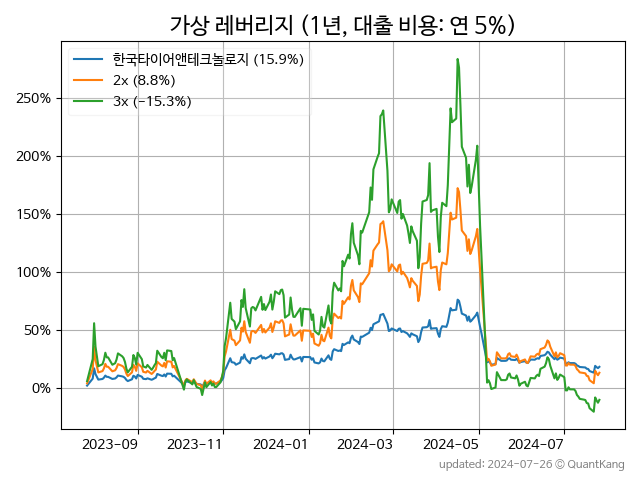 가상 레버리지 (1년, 대출 비용: 연 5%)
한국타이어앤테크놀로지 (15.9%)
2x (8.8%)
3x (-15.3%)
250%
200%
150%
100%
50%
0%
2023-09 2023-11 2024-01 2024-03 2024-05 2024-07
updated: 2024-07-26 © QuantKang